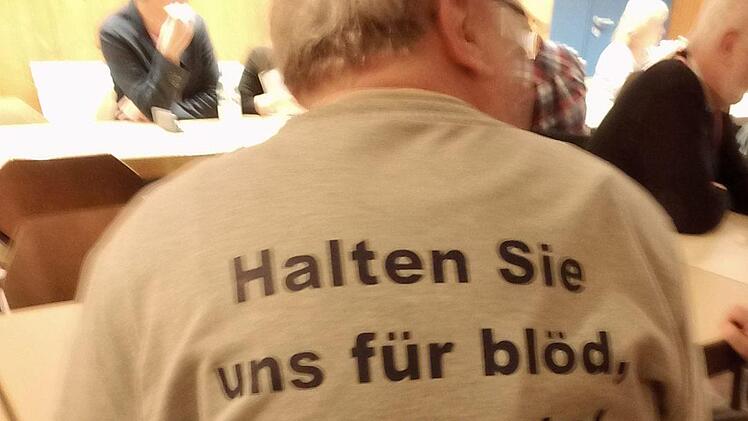 Halten Sie
uns für blöd,